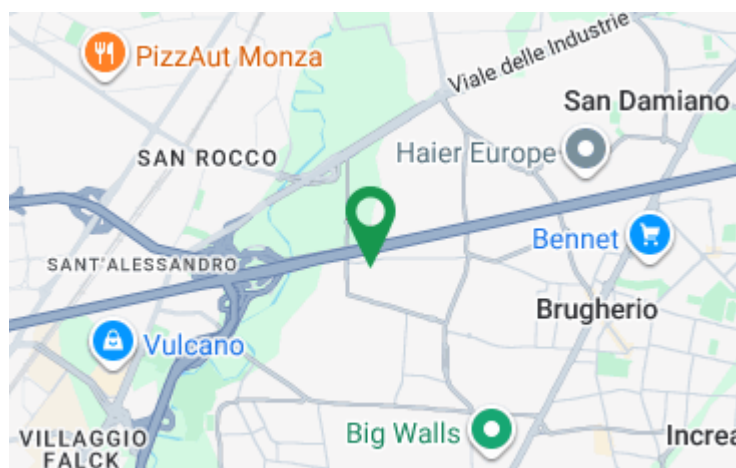 PizzAut Monza
Viale delle Industrie
San Damiano
SAN ROCCO
Haier Europe
Bennet
SANT'ALESSANDRO
Brugherio
Vulcano
Big Walls
VILLAGGIO
FALCK
Increa